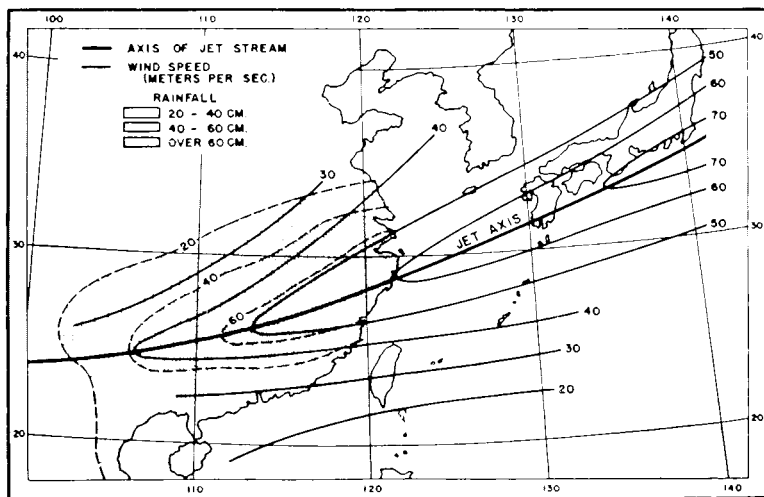 100 110 120 130 140
AXIS OF JET STREAM
WIND SPEED
(METERS PER SEC.)
RAINFALL
20 - 40 CM.
40 - 60 CM.
OVER 60 CM.
40 40
50
60
70
40
30
70
60
20
50
30 30
JET AXIS
40
60
40
30
20
20 20
110 120 130 140